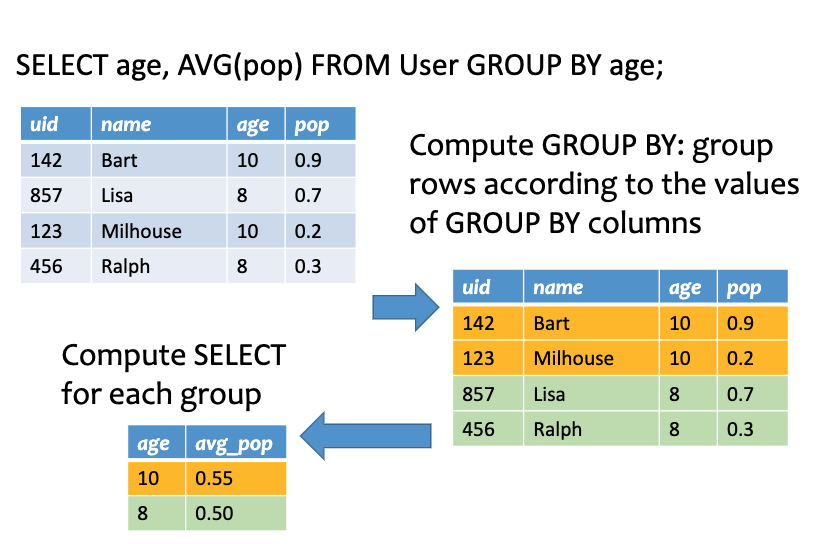 SELECT age, AVG(pop) FROM User GROUP BY age;
uid name age pop
142 Bart 10 0.9
857 Lisa 8 0.7
123 Milhouse 10 0.2
456 Ralph 8 0.3
Compute GROUP BY: group
rows according to the values
of GROUP BY columns
uid name age pop
142 Bart 10 0.9
123 Milhouse 10 0.2
857 Lisa 8 0.7
456 Ralph 8 0.3
Compute SELECT
for each group
age avg_pop
10 0.55
8 0.50